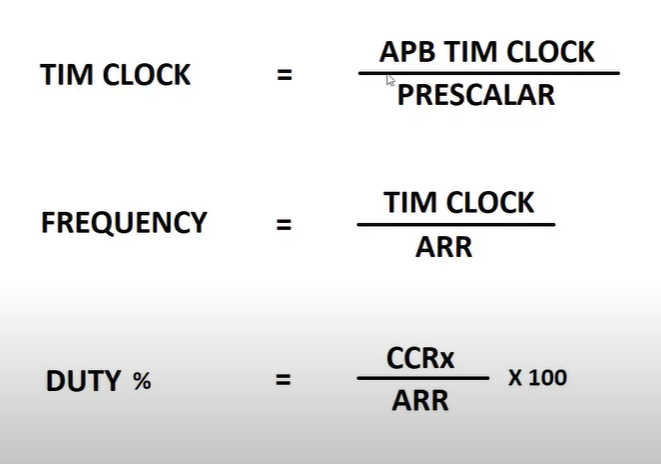 TIM CLOCK = APB TIM CLOCK
PRESCALAR
FREQUENCY = TIM CLOCK
ARR
DUTY % = CCRx X 100
ARR